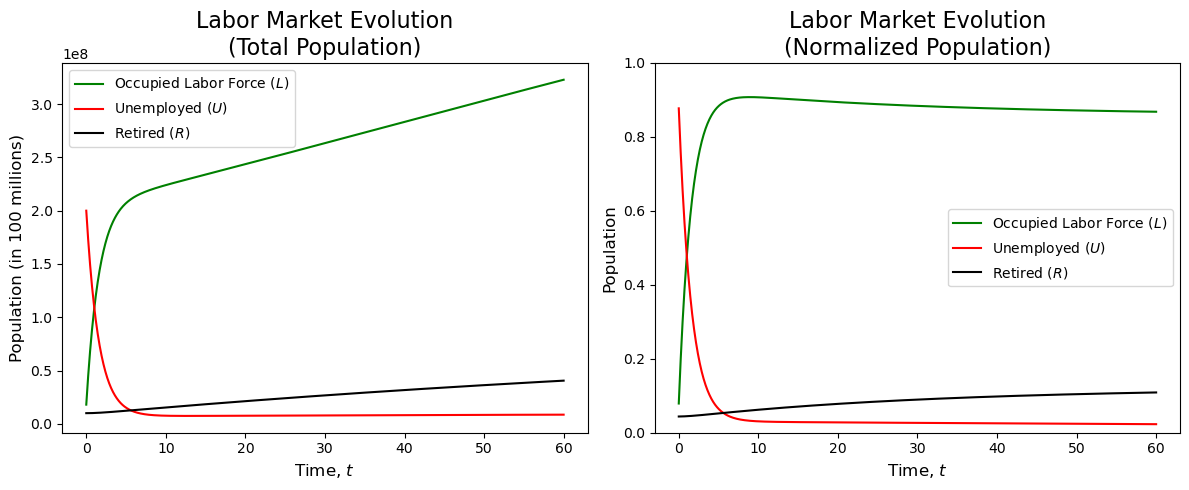 Labor Market Evolution
(Total Population)
1e8
Occupied Labor Force (L)
Unemployed (U)
Retired (R)
3.0
2.5
2.0
1.5
1.0
0.5
0.0
Population (in 100 millions)
0 10 20 30 40 50 60
Time, t
Labor Market Evolution
(Normalized Population)
1.0
0.8
0.6
0.4
0.2
0.0
Population
Occupied Labor Force (L)
Unemployed (U)
Retired (R)
0 10 20 30 40 50 60
Time, t